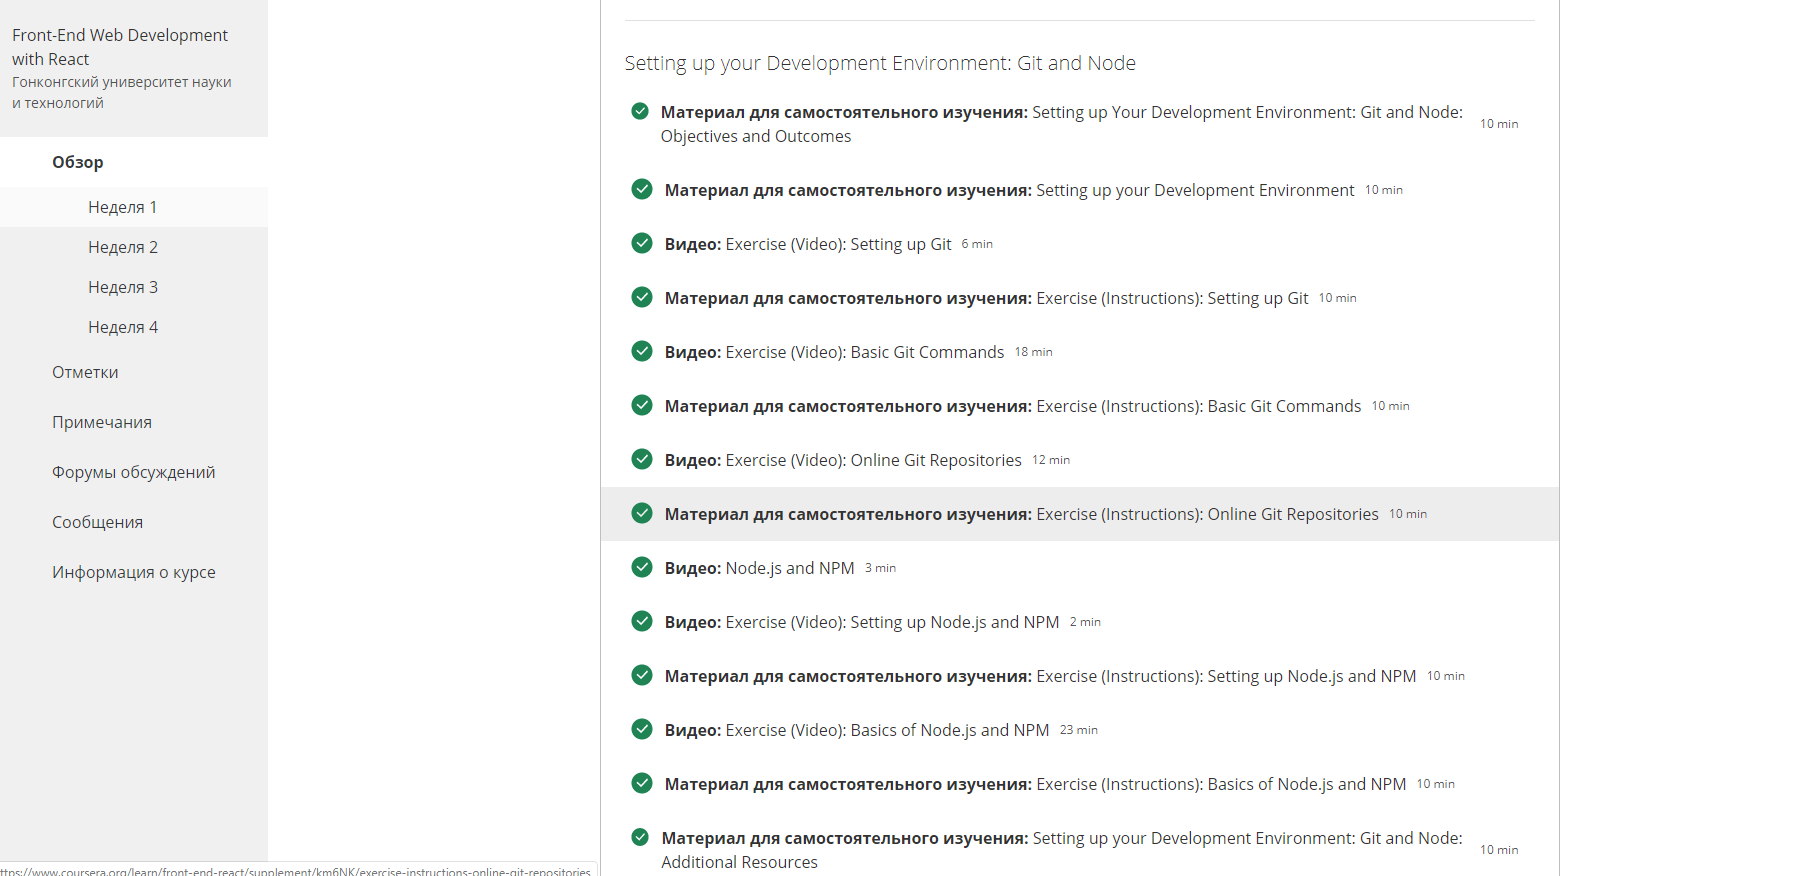 Front-End Web Development
with React
Гонконгский университет науки
и технологий
Обзор
Неделя 1
Неделя 2
Неделя 3
Неделя 4
Отметки
Примечания
Форумы обсуждений
Сообщения
Информация о курсе
Setting up your Development Environment: Git and Node
Материал для самостоятельного изучения: Setting up Your Development Environment: Git and Node:
Objectives and Outcomes
10 min
Материал для самостоятельного изучения: Setting up your Development Environment 10 min
Видео: Exercise (Video): Setting up Git 6 min
Материал для самостоятельного изучения: Exercise (Instructions): Setting up Git 10 min
Видео: Exercise (Video): Basic Git Commands 18 min
Материал для самостоятельного изучения: Exercise (Instructions): Basic Git Commands 10 min
Видео: Exercise (Video): Online Git Repositories 12 min
Материал для самостоятельного изучения: Exercise (Instructions): Online Git Repositories 10 min
Видео: Node.js and NPM 3 min
Видео: Exercise (Video): Setting up Node.js and NPM 2 min
Материал для самостоятельного изучения: Exercise (Instructions): Setting up Node.js and NPM 10 min
Видео: Exercise (Video): Basics of Node.js and NPM 23 min
Материал для самостоятельного изучения: Exercise (Instructions): Basics of Node.js and NPM 10 min
Материал для самостоятельного изучения: Setting up your Development Environment: Git and Node:
Additional Resources
10 min
ttps://www.coursera.org/learn/front-end-react/supplement/km6NK/exercise-instructions-online-git-repositories